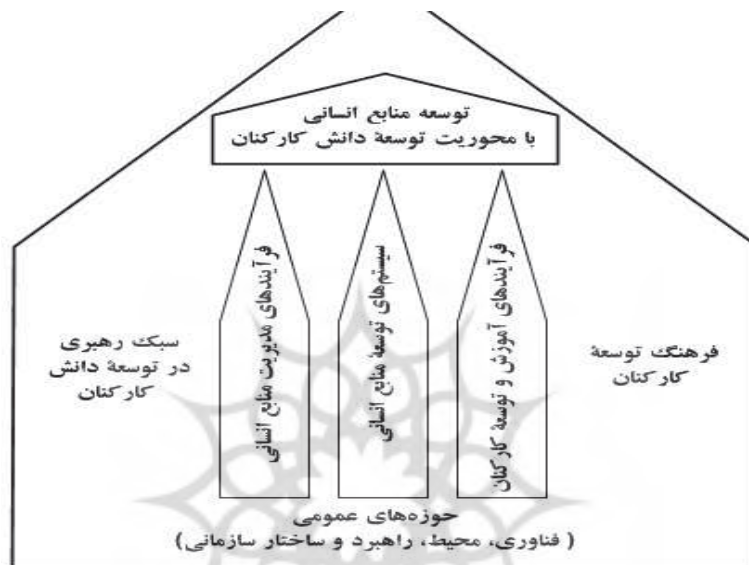 توسعه منابع انسانی
با محوریت توسعهٔ دانش کارکنان
فرآیندهای آموزش و توسعهٔ کارکنان
سیستم‌های توسعهٔ منابع انسانی
فرآیندهای مدیریت منابع انسانی
فرهنگ توسعهٔ
کارکنان
سبک رهبری
در توسعهٔ دانش
کارکنان
حوزه‌های عمومی
( فناوری، محیط، راهبرد و ساختار سازمانی)